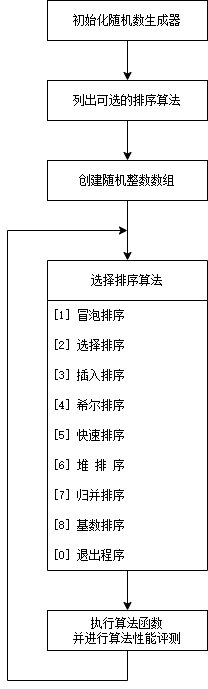 初始化随机数生成器
列出可选的排序算法
创建随机整数数组
选择排序算法
[1] 冒泡排序
[2] 选择排序
[3] 插入排序
[4] 希尔排序
[5] 快速排序
[6] 堆 排 序
[7] 归并排序
[8] 基数排序
[0] 退出程序
执行算法函数
并进行算法性能评测